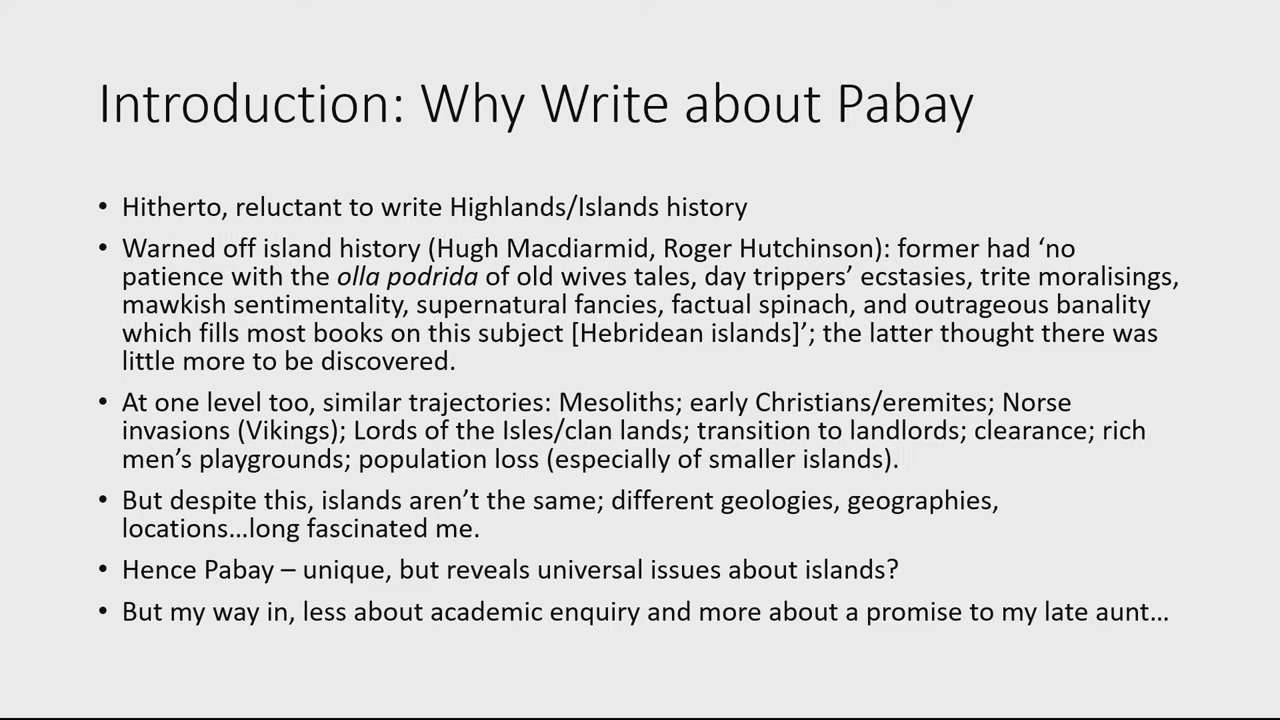 Introduction: Why Write about Pabay
• Hitherto, reluctant to write Highlands/Islands history
• Warned off island history (Hugh Macdiarmid, Roger Hutchinson): former had ‘no
patience with the olla podrida of old wives tales, day trippers’ ecstasies, trite moralisings,
mawkish sentimentality, supernatural fancies, factual spinach, and outrageous banality
which fills most books on this subject [Hebridean islands]’; the latter thought there was
little more to be discovered.
• At one level too, similar trajectories: Mesoliths; early Christians/eremites; Norse
invasions (Vikings); Lords of the Isles/clan lands; transition to landlords; clearance; rich
men’s playgrounds; population loss (especially of smaller islands).
• But despite this, islands aren’t the same; different geologies, geographies,
locations…long fascinated me.
• Hence Pabay – unique, but reveals universal issues about islands?
• But my way in, less about academic enquiry and more about a promise to my late aunt…